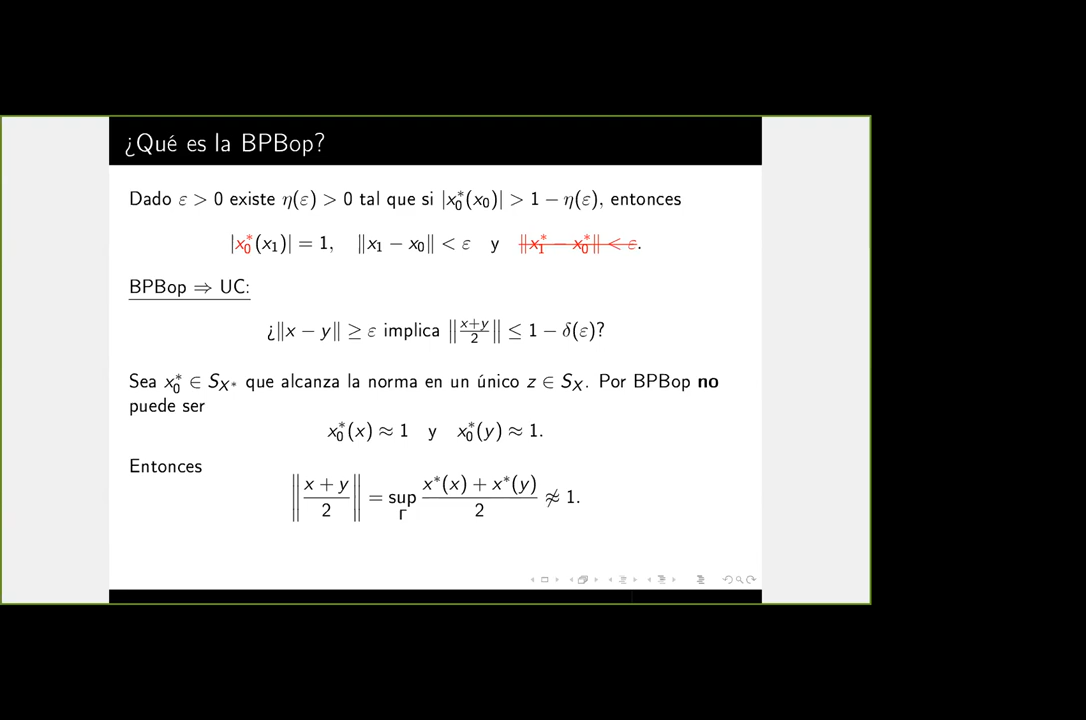 ¿Qué es la BPBop?
Dado ε > 0 existe η(ε) > 0 tal que si |x₀*(x₀)| > 1 − η(ε), entonces
|x₀*(x₁)| = 1, ‖x₁ − x₀‖ < ε y ‖x₁* − x₀*‖ < ε.
BPBop ⇒ UC:
¿‖x − y‖ ≥ ε implica ‖(x+y)/2‖ ≤ 1 − δ(ε)?
Sea x₀* ∈ S_X* que alcanza la norma en un único z ∈ S_X. Por BPBop no
puede ser
x₀*(x) ≈ 1 y x₀*(y) ≈ 1.
Entonces
‖(x + y)/2‖ = sup_Γ (x*(x) + x*(y))/2 ≉ 1.